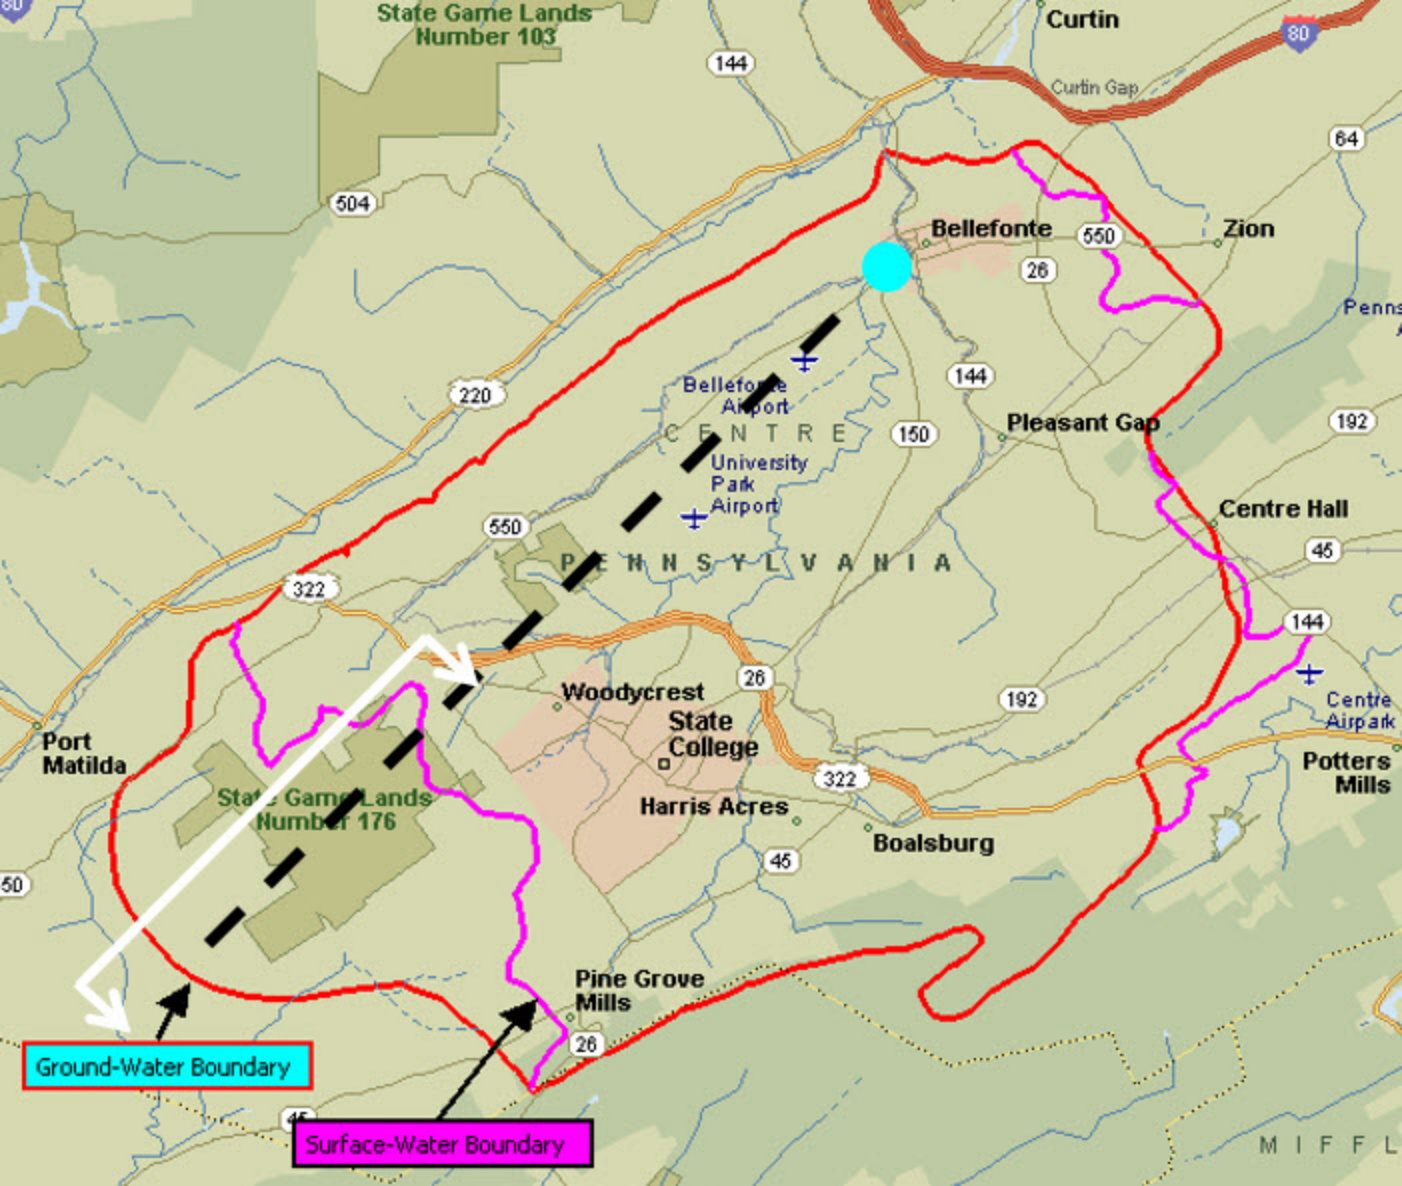 80
State Game Lands
Number 103
Curtin
80
144
Curtin Gap
64
504
Bellefonte
550
Zion
26
Penns
220
Bellefonte
Airport
144
Pleasant Gap
192
CENTRE
150
University
Park
Airport
550
Centre Hall
45
PENNSYLVANIA
322
144
Woodycrest
26
192
Centre
Airpark
State
College
Port
Matilda
Potters
Mills
322
State Game Lands
Number 176
Harris Acres
Boalsburg
45
50
Pine Grove
Mills
26
Ground-Water Boundary
45
Surface-Water Boundary
MIFFL